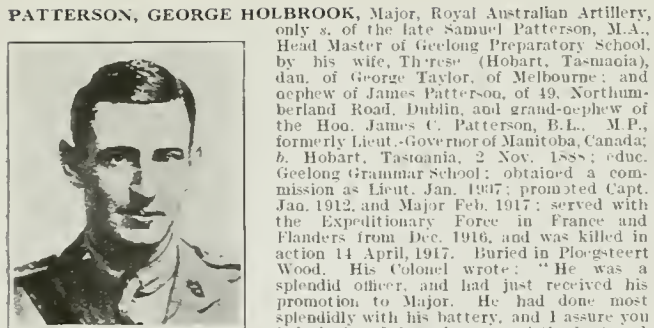 PATTERSON, GEORGE HOLBROOK, Major, Royal Australian Artillery,
only s. of the late Samuel Patterson, M.A.,
Head Master of Geelong Preparatory School,
by his wife, Therese (Hobart, Tasmania),
dau. of George Taylor, of Melbourne; and
nephew of James Patterson, of 49, Northum-
berland Road, Dublin, and grand-nephew of
the Hon. James C. Patterson, B.L., M.P.,
formerly Lieut.-Governor of Manitoba, Canada;
b. Hobart, Tasmania, 2 Nov. 1888; educ.
Geelong Grammar School; obtained a com-
mission as Lieut. Jan. 1937; promoted Capt.
Jan. 1912, and Major Feb. 1917; served with
the Expeditionary Force in France and
Flanders from Dec. 1916, and was killed in
action 14 April, 1917. Buried in Ploegsteert
Wood. His Colonel wrote: "He was a
splendid officer, and had just received his
promotion to Major. He had done most
splendidly with his battery, and I assure you